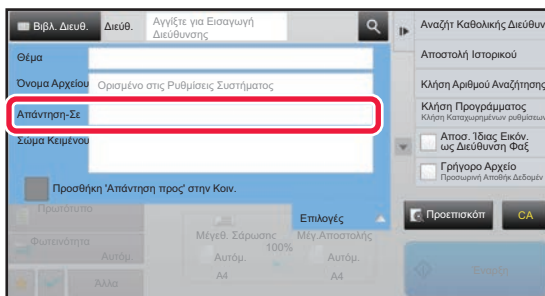 Βιβλ. Διευθ.
Διεύθ.
Αγγίξτε για Εισαγωγή
Διεύθυνσης
Θέμα
Όνομα Αρχείου
Ορισμένο στις Ρυθμίσεις Συστήματος
Απάντηση-Σε
Σώμα Κειμένου
Προσθήκη 'Απάντηση προς' στην Κοιν.
Πρωτότυπο
Επιλογές
Φωτεινότητα
Αυτόμ.
Μέγεθ. Σάρωσης
Μέγ.Αποστολής
100%
Αυτόμ.
Αυτόμ.
A4
A4
Άλλα
Αναζήτ Καθολικής Διεύθυν
Αποστολή Ιστορικού
Κλήση Αριθμού Αναζήτησης
Κλήση Προγράμματος
Κλήση Καταχωρημένων ρυθμίσεων
Αποσ. Ίδιας Εικόν.
ως Διεύθυνση Φαξ
Γρήγορο Αρχείο
Προσωρινή Αποθήκ Δεδομέν
Προεπισκόπ
CA
Έναρξη